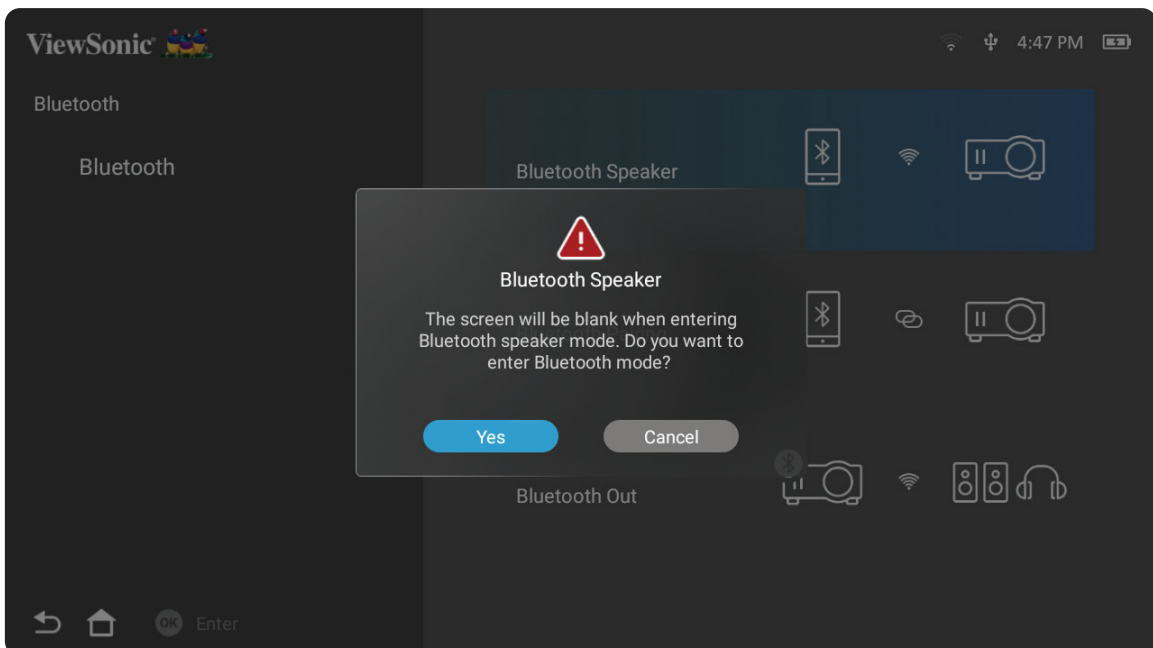 ViewSonic
4:47 PM
Bluetooth
Bluetooth
Bluetooth Speaker
Bluetooth Speaker
The screen will be blank when entering
Bluetooth speaker mode. Do you want to
enter Bluetooth mode?
Yes
Cancel
Bluetooth Out
OK Enter